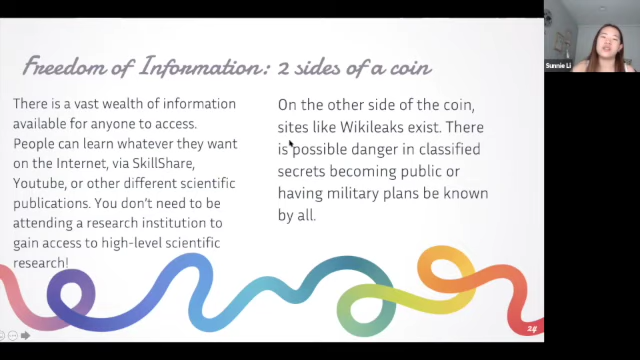 Freedom of Information: 2 sides of a coin
There is a vast wealth of information
available for anyone to access.
People can learn whatever they want
on the Internet, via SkillShare,
Youtube, or other different scientific
publications. You don't need to be
attending a research institution to
gain access to high-level scientific
research!
On the other side of the coin,
sites like Wikileaks exist. There
is possible danger in classified
secrets becoming public or
having military plans be known
by all.
24
Sunnie Li